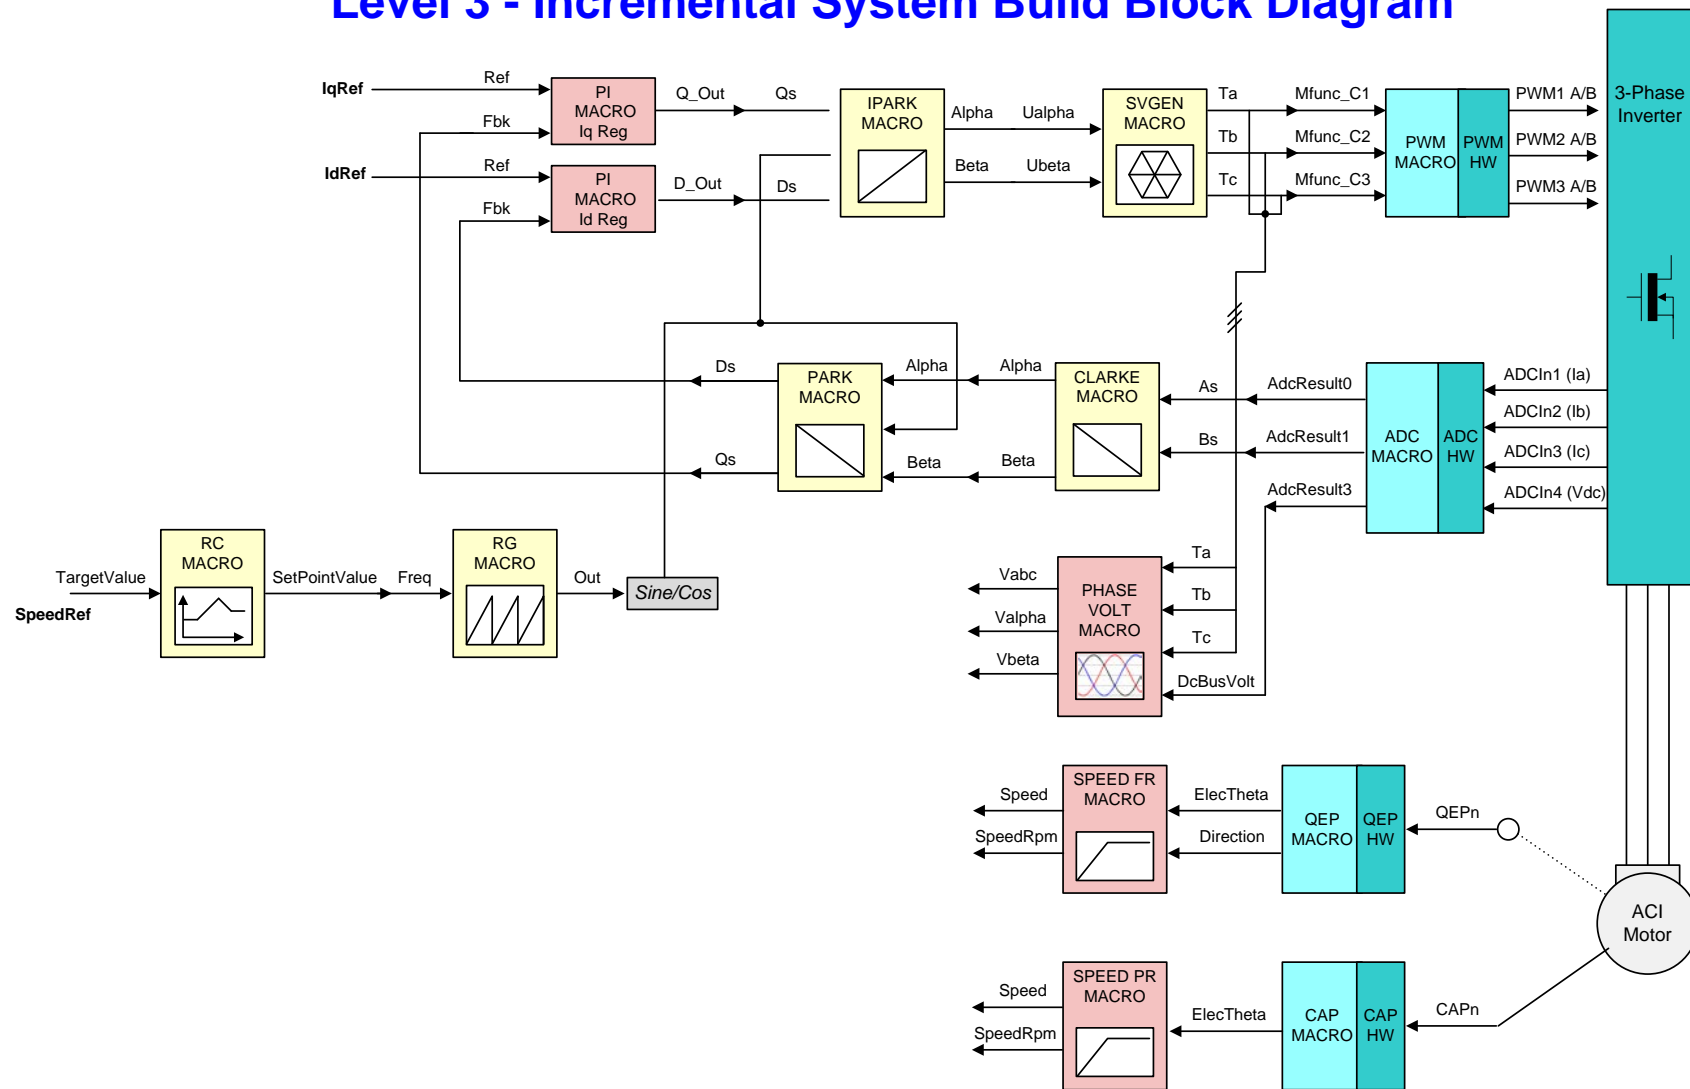 Level 3 - Incremental System Build Block Diagram
IqRef
Ref
Fbk
PI
MACRO
Iq Reg
Q_Out
Qs
IdRef
Ref
Fbk
PI
MACRO
Id Reg
D_Out
Ds
IPARK
MACRO
Alpha
Ualpha
Beta
Ubeta
SVGEN
MACRO
Ta
Mfunc_C1
Tb
Mfunc_C2
Tc
Mfunc_C3
PWM
MACRO
PWM
HW
PWM1 A/B
PWM2 A/B
PWM3 A/B
3-Phase
Inverter
Ds
Qs
PARK
MACRO
Alpha
Alpha
Beta
Beta
CLARKE
MACRO
As
AdcResult0
Bs
AdcResult1
AdcResult3
ADC
MACRO
ADC
HW
ADCIn1 (Ia)
ADCIn2 (Ib)
ADCIn3 (Ic)
ADCIn4 (Vdc)
TargetValue
SpeedRef
RC
MACRO
SetPointValue
Freq
RG
MACRO
Out
Sine/Cos
Vabc
Valpha
Vbeta
PHASE
VOLT
MACRO
Ta
Tb
Tc
DcBusVolt
Speed
SpeedRpm
SPEED FR
MACRO
ElecTheta
Direction
QEP
MACRO
QEP
HW
QEPn
ACI
Motor
Speed
SpeedRpm
SPEED PR
MACRO
ElecTheta
CAP
MACRO
CAP
HW
CAPn